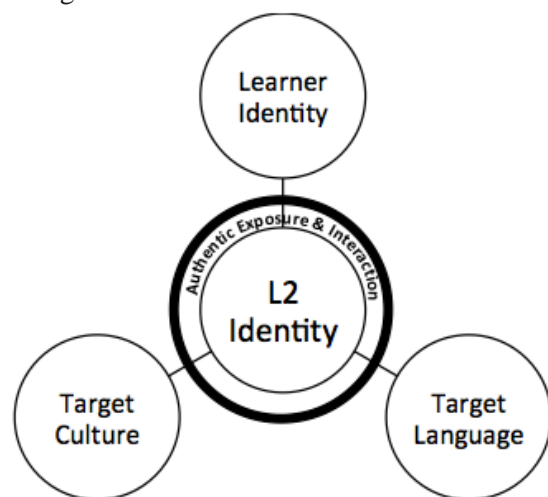 Learner
Identity
Authentic Exposure & Interaction
L2
Identity
Target
Culture
Target
Language